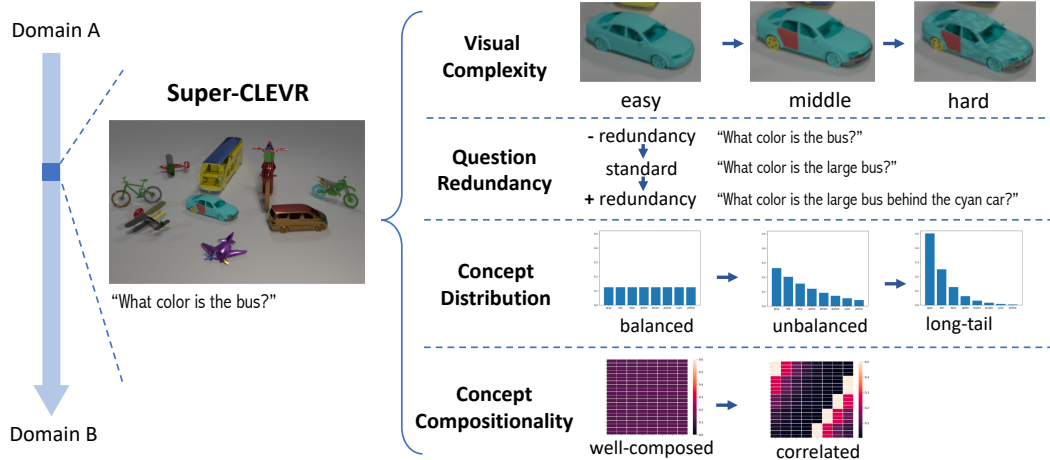 Domain A
Super-CLEVR
"What color is the bus?"
Domain B
Visual
Complexity
easy
middle
hard
Question
Redundancy
- redundancy
standard
+ redundancy
"What color is the bus?"
"What color is the large bus?"
"What color is the large bus behind the cyan car?"
Concept
Distribution
balanced
unbalanced
long-tail
Concept
Compositionality
well-composed
correlated